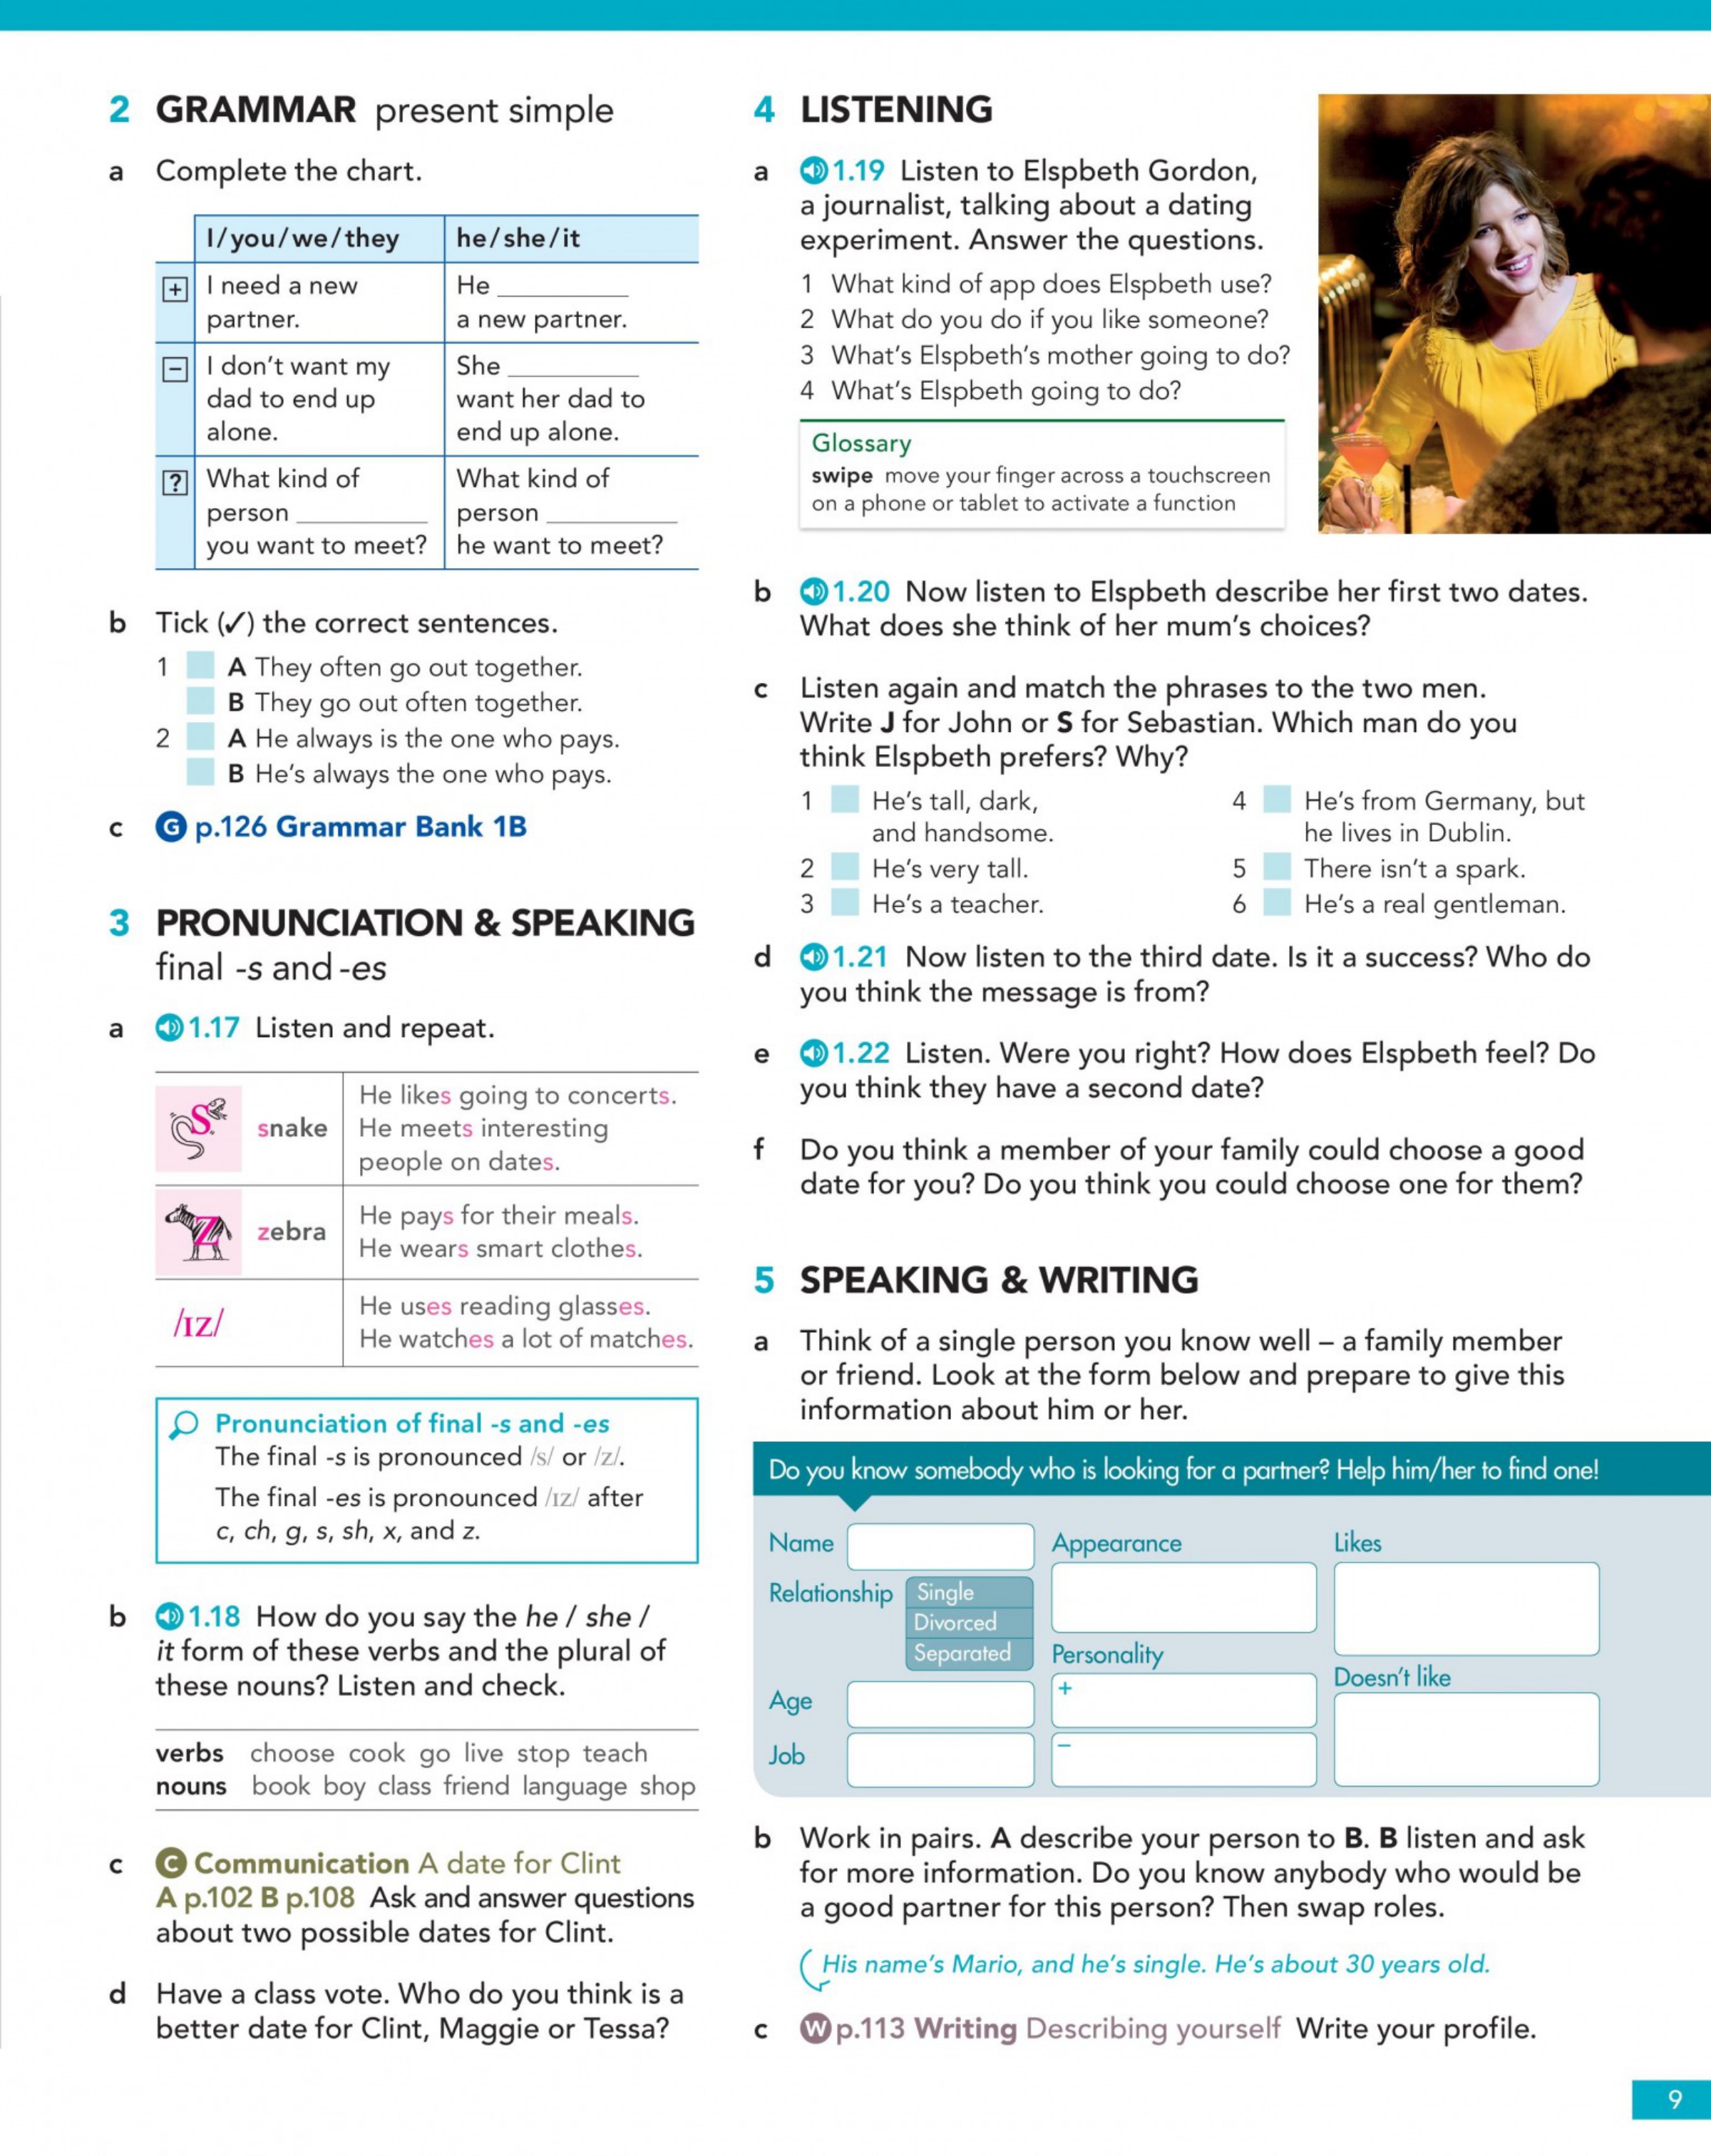 2 GRAMMAR present simple
a Complete the chart.
I/you/we/they he/she/it
+ I need a new He ________
partner. a new partner.
− I don't want my She ________
dad to end up want her dad to
alone. end up alone.
? What kind of What kind of
person ________ person ________
you want to meet? he want to meet?
b Tick (✓) the correct sentences.
1 A They often go out together.
B They go out often together.
2 A He always is the one who pays.
B He's always the one who pays.
c G p.126 Grammar Bank 1B
3 PRONUNCIATION & SPEAKING
final -s and -es
a 1.17 Listen and repeat.
S
snake
He likes going to concerts.
He meets interesting
people on dates.
Z
zebra
He pays for their meals.
He wears smart clothes.
/ɪz/
He uses reading glasses.
He watches a lot of matches.
Pronunciation of final -s and -es
The final -s is pronounced /s/ or /z/.
The final -es is pronounced /ɪz/ after
c, ch, g, s, sh, x, and z.
b 1.18 How do you say the he / she /
it form of these verbs and the plural of
these nouns? Listen and check.
verbs choose cook go live stop teach
nouns book boy class friend language shop
c C Communication A date for Clint
A p.102 B p.108 Ask and answer questions
about two possible dates for Clint.
d Have a class vote. Who do you think is a
better date for Clint, Maggie or Tessa?
4 LISTENING
a 1.19 Listen to Elspbeth Gordon,
a journalist, talking about a dating
experiment. Answer the questions.
1 What kind of app does Elspbeth use?
2 What do you do if you like someone?
3 What's Elspbeth's mother going to do?
4 What's Elspbeth going to do?
Glossary
swipe move your finger across a touchscreen
on a phone or tablet to activate a function
b 1.20 Now listen to Elspbeth describe her first two dates.
What does she think of her mum's choices?
c Listen again and match the phrases to the two men.
Write J for John or S for Sebastian. Which man do you
think Elspbeth prefers? Why?
1 He's tall, dark,
and handsome.
2 He's very tall.
3 He's a teacher.
4 He's from Germany, but
he lives in Dublin.
5 There isn't a spark.
6 He's a real gentleman.
d 1.21 Now listen to the third date. Is it a success? Who do
you think the message is from?
e 1.22 Listen. Were you right? How does Elspbeth feel? Do
you think they have a second date?
f Do you think a member of your family could choose a good
date for you? Do you think you could choose one for them?
5 SPEAKING & WRITING
a Think of a single person you know well – a family member
or friend. Look at the form below and prepare to give this
information about him or her.
Do you know somebody who is looking for a partner? Help him/her to find one!
Name
Relationship Single
Divorced
Separated
Age
Job
Appearance
Personality
+
−
Likes
Doesn't like
b Work in pairs. A describe your person to B. B listen and ask
for more information. Do you know anybody who would be
a good partner for this person? Then swap roles.
His name's Mario, and he's single. He's about 30 years old.
c W p.113 Writing Describing yourself Write your profile.
9